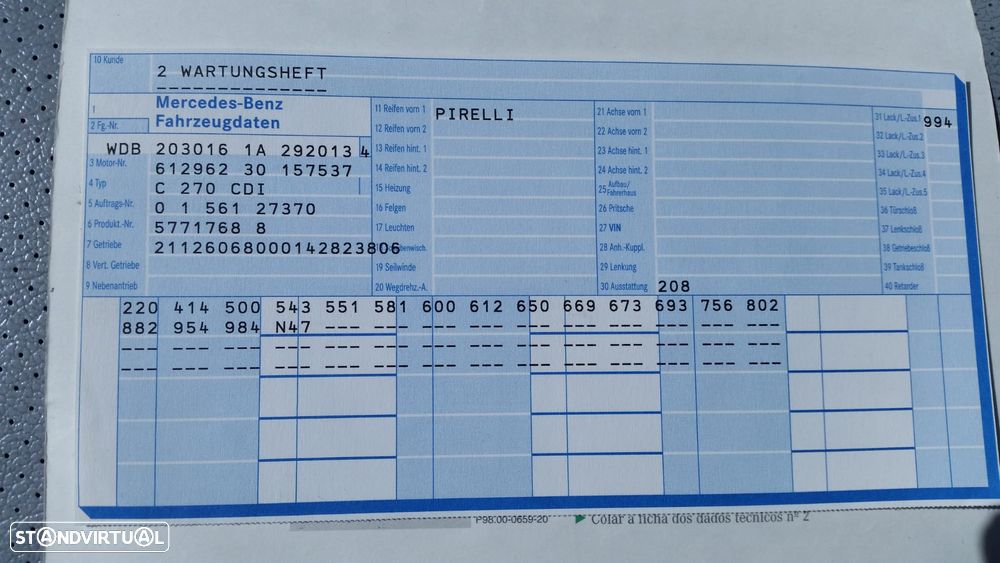 10 Kunde
2 WARTUNGSHEFT
--------------
1
Mercedes-Benz
Fahrzeugdaten
2 Fg.-Nr.
WDB 203016 1A 292013 4
3 Motor-Nr.
612962 30 157537
4 Typ
C 270 CDI
5 Auftrags-Nr.
0 1 561 27370
6 Produkt.-Nr.
5771768 8
7 Getriebe
21126068000142823806
8 Vert. Getriebe
9 Nebenantrieb
11 Reifen vorn 1
PIRELLI
12 Reifen vorn 2
13 Reifen hint. 1
14 Reifen hint. 2
15 Heizung
16 Felgen
17 Leuchten
19 Seilwinde
20 Wegdrehz.-A.
21 Achse vorn 1
22 Achse vorn 2
23 Achse hint. 1
24 Achse hint. 2
25 Aufbau/
Fahrerhaus
26 Pritsche
27 VIN
28 Anh.-Kuppl.
29 Lenkung
30 Ausstattung
208
31 Lack/L-Zus.1
994
32 Lack/L-Zus.2
33 Lack/L-Zus.3
34 Lack/L-Zus.4
35 Lack/L-Zus.5
36 Türschloß
37 Lenkschloß
38 Getriebeschloß
39 Tankschloß
40 Retarder
220 414 500 543 551 581 600 612 650 669 673 693 756 802
882 954 984 N47 --- --- --- --- --- --- --- --- --- ---
--- --- --- --- --- --- --- --- --- --- --- --- --- ---
--- --- --- --- --- --- --- --- --- --- --- --- --- ---
P98.00-0659-20
Colar a ficha dos dados técnicos nº 2
STANDVIRTUAL